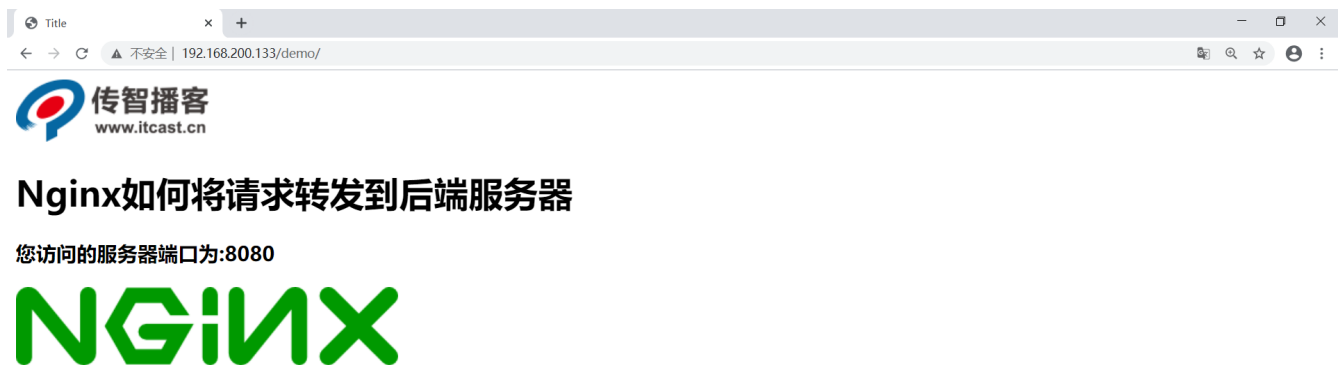 Title
不安全 | 192.168.200.133/demo/
传智播客
www.itcast.cn
Nginx如何将请求转发到后端服务器
您访问的服务器端口为:8080
NGiNX